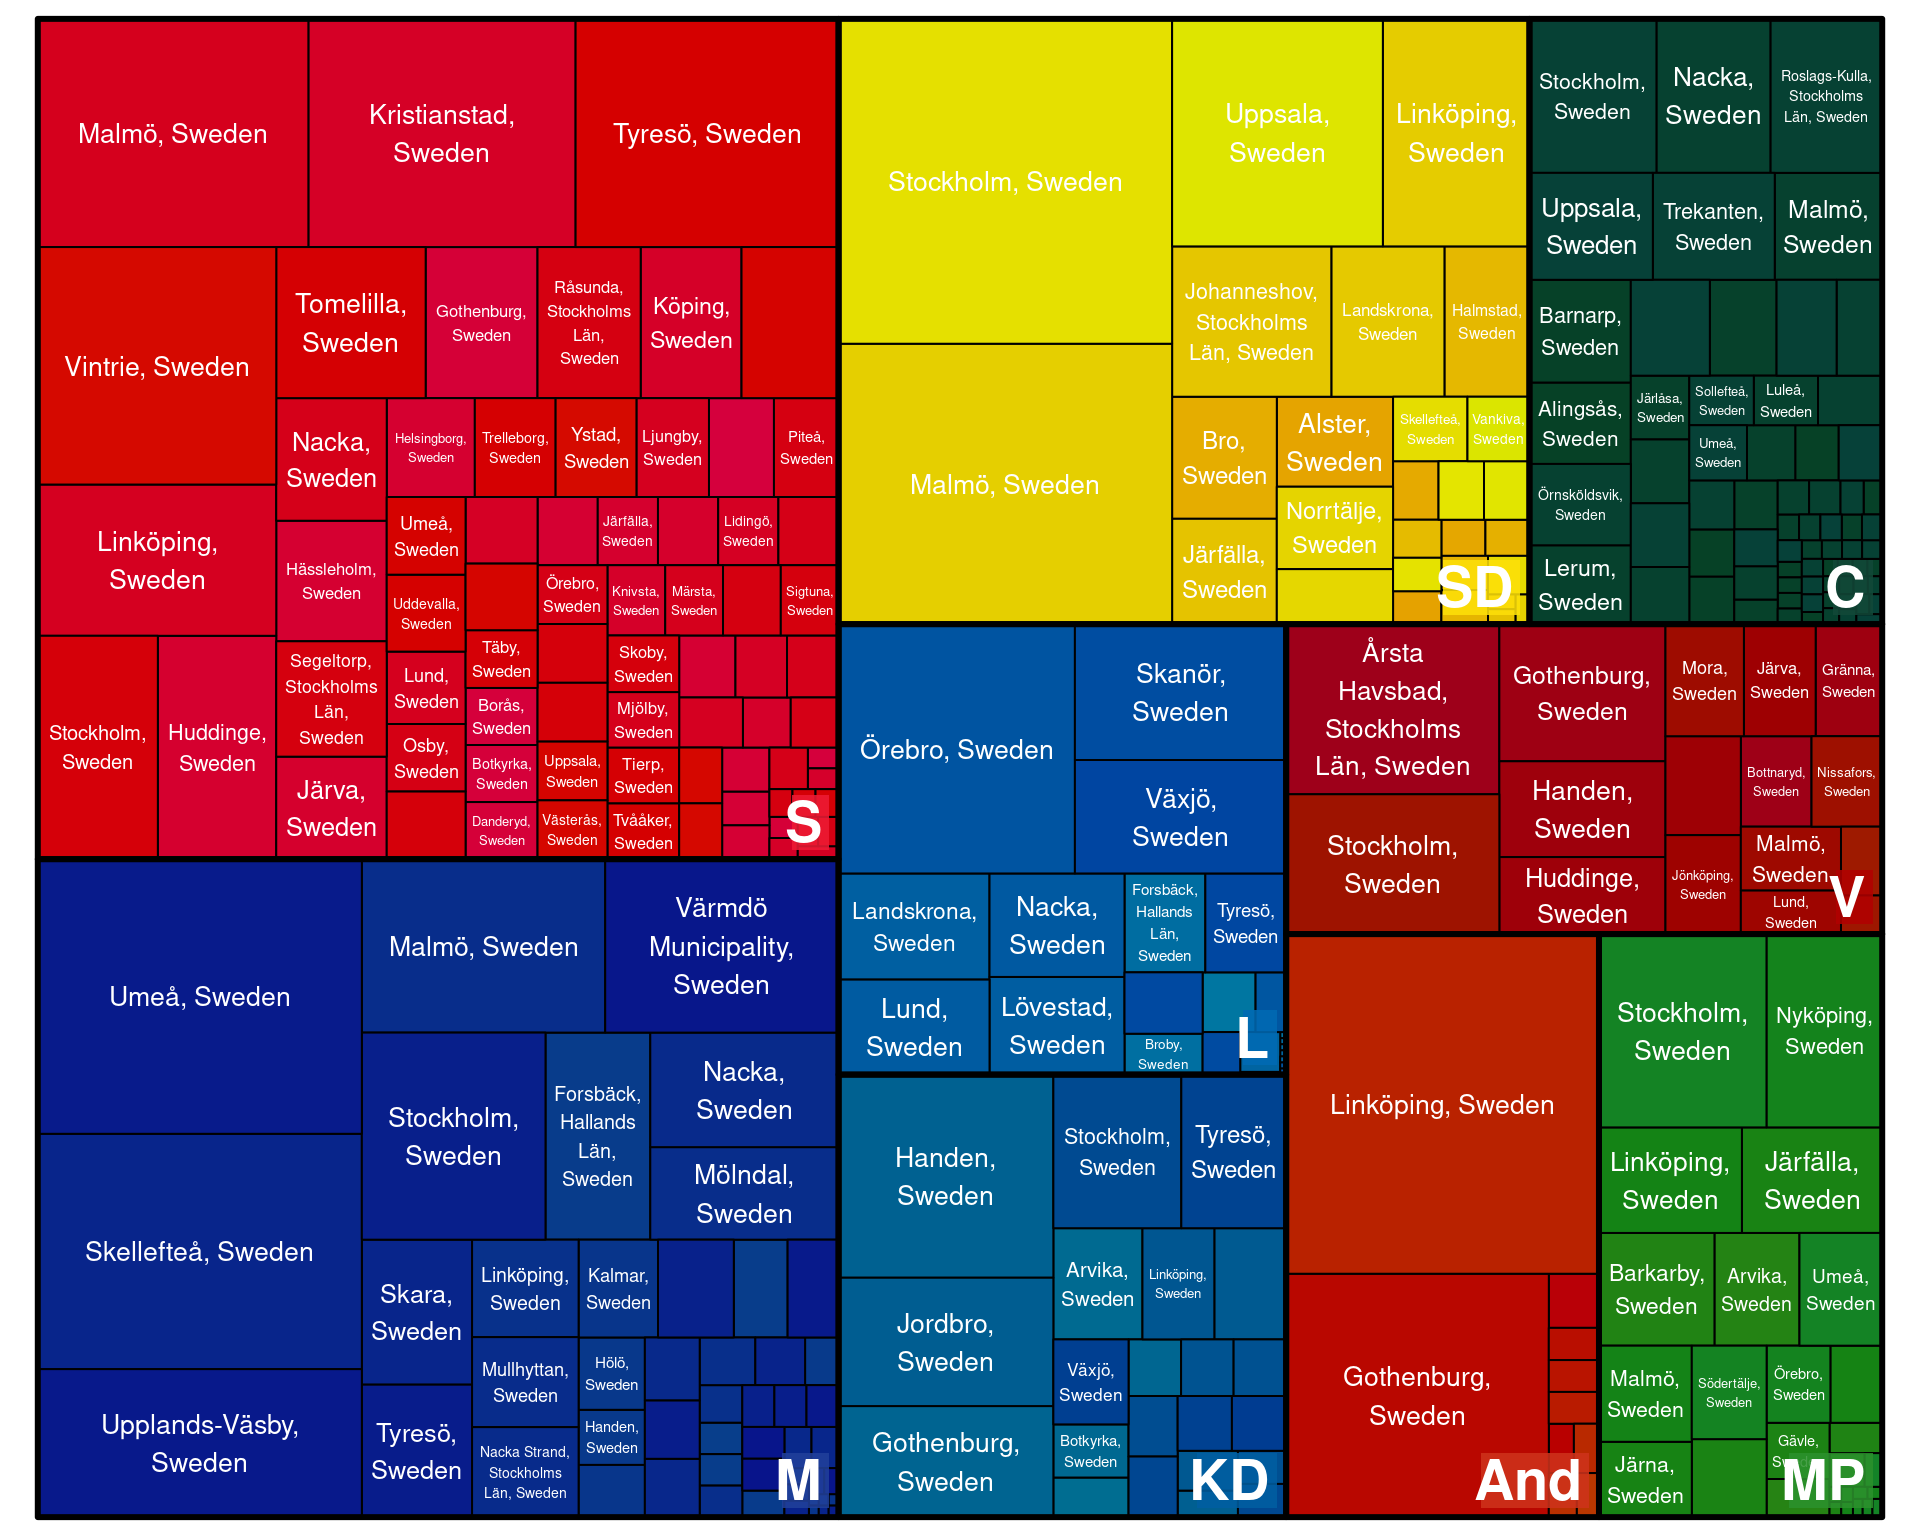 Malmö, Sweden
Kristianstad,
Sweden
Tyresö, Sweden
Vintrie, Sweden
Tomelilla,
Sweden
Gothenburg,
Sweden
Råsunda,
Stockholms
Län,
Sweden
Köping,
Sweden
Linköping,
Sweden
Nacka,
Sweden
Helsingborg,
Sweden
Trelleborg,
Sweden
Ystad,
Sweden
Ljungby,
Sweden
Piteå,
Sweden
Hässleholm,
Sweden
Umeå,
Sweden
Järfälla,
Sweden
Lidingö,
Sweden
Uddevalla,
Sweden
Örebro,
Sweden
Knivsta,
Sweden
Märsta,
Sweden
Sigtuna,
Sweden
Stockholm,
Sweden
Huddinge,
Sweden
Segeltorp,
Stockholms
Län,
Sweden
Lund,
Sweden
Täby,
Sweden
Skoby,
Sweden
Borås,
Sweden
Mjölby,
Sweden
Osby,
Sweden
Järva,
Sweden
Botkyrka,
Sweden
Uppsala,
Sweden
Tierp,
Sweden
Danderyd,
Sweden
Västerås,
Sweden
Tvååker,
Sweden
S
Stockholm, Sweden
Uppsala,
Sweden
Linköping,
Sweden
Malmö, Sweden
Johanneshov,
Stockholms
Län, Sweden
Landskrona,
Sweden
Halmstad,
Sweden
Bro,
Sweden
Alster,
Sweden
Skellefteå,
Sweden
Vankiva,
Sweden
Järfälla,
Sweden
Norrtälje,
Sweden
SD
Stockholm,
Sweden
Nacka,
Sweden
Roslags-Kulla,
Stockholms
Län, Sweden
Uppsala,
Sweden
Trekanten,
Sweden
Malmö,
Sweden
Barnarp,
Sweden
Alingsås,
Sweden
Järlåsa,
Sweden
Sollefteå,
Sweden
Luleå,
Sweden
Umeå,
Sweden
Örnsköldsvik,
Sweden
Lerum,
Sweden
C
Umeå, Sweden
Malmö, Sweden
Värmdö
Municipality,
Sweden
Skellefteå, Sweden
Stockholm,
Sweden
Forsbäck,
Hallands
Län,
Sweden
Nacka,
Sweden
Mölndal,
Sweden
Upplands-Väsby,
Sweden
Skara,
Sweden
Linköping,
Sweden
Kalmar,
Sweden
Tyresö,
Sweden
Mullhyttan,
Sweden
Hölö,
Sweden
Nacka Strand,
Stockholms
Län, Sweden
Handen,
Sweden
M
Örebro, Sweden
Skanör,
Sweden
Växjö,
Sweden
Landskrona,
Sweden
Nacka,
Sweden
Forsbäck,
Hallands
Län,
Sweden
Tyresö,
Sweden
Lund,
Sweden
Lövestad,
Sweden
Broby,
Sweden
L
Handen,
Sweden
Stockholm,
Sweden
Tyresö,
Sweden
Jordbro,
Sweden
Arvika,
Sweden
Linköping,
Sweden
Gothenburg,
Sweden
Växjö,
Sweden
Botkyrka,
Sweden
KD
Årsta
Havsbad,
Stockholms
Län, Sweden
Gothenburg,
Sweden
Mora,
Sweden
Järva,
Sweden
Gränna,
Sweden
Stockholm,
Sweden
Handen,
Sweden
Bottnaryd,
Sweden
Nissafors,
Sweden
Huddinge,
Sweden
Jönköping,
Sweden
Malmö,
Sweden
Lund,
Sweden
V
Linköping, Sweden
Gothenburg,
Sweden
And
Stockholm,
Sweden
Nyköping,
Sweden
Linköping,
Sweden
Järfälla,
Sweden
Barkarby,
Sweden
Arvika,
Sweden
Umeå,
Sweden
Malmö,
Sweden
Södertälje,
Sweden
Örebro,
Sweden
Järna,
Sweden
Gävle,
Sweden
MP